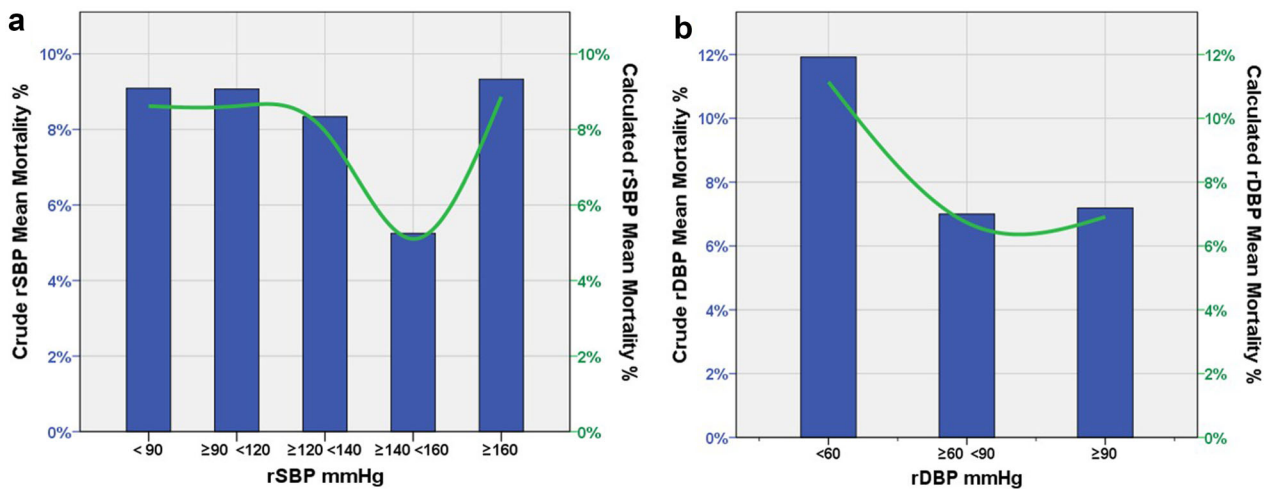 a
Crude rSBP Mean Mortality %
10%
8%
6%
4%
2%
0%
10%
8%
6%
4%
2%
0%
Calculated rSBP Mean Mortality %
< 90 ≥90 <120 ≥120 <140 ≥140 <160 ≥160
rSBP mmHg
b
Crude rDBP Mean Mortality %
12%
10%
8%
6%
4%
2%
0%
12%
10%
8%
6%
4%
2%
0%
Calculated rDBP Mean Mortality %
<60 ≥60 <90 ≥90
rDBP mmHg